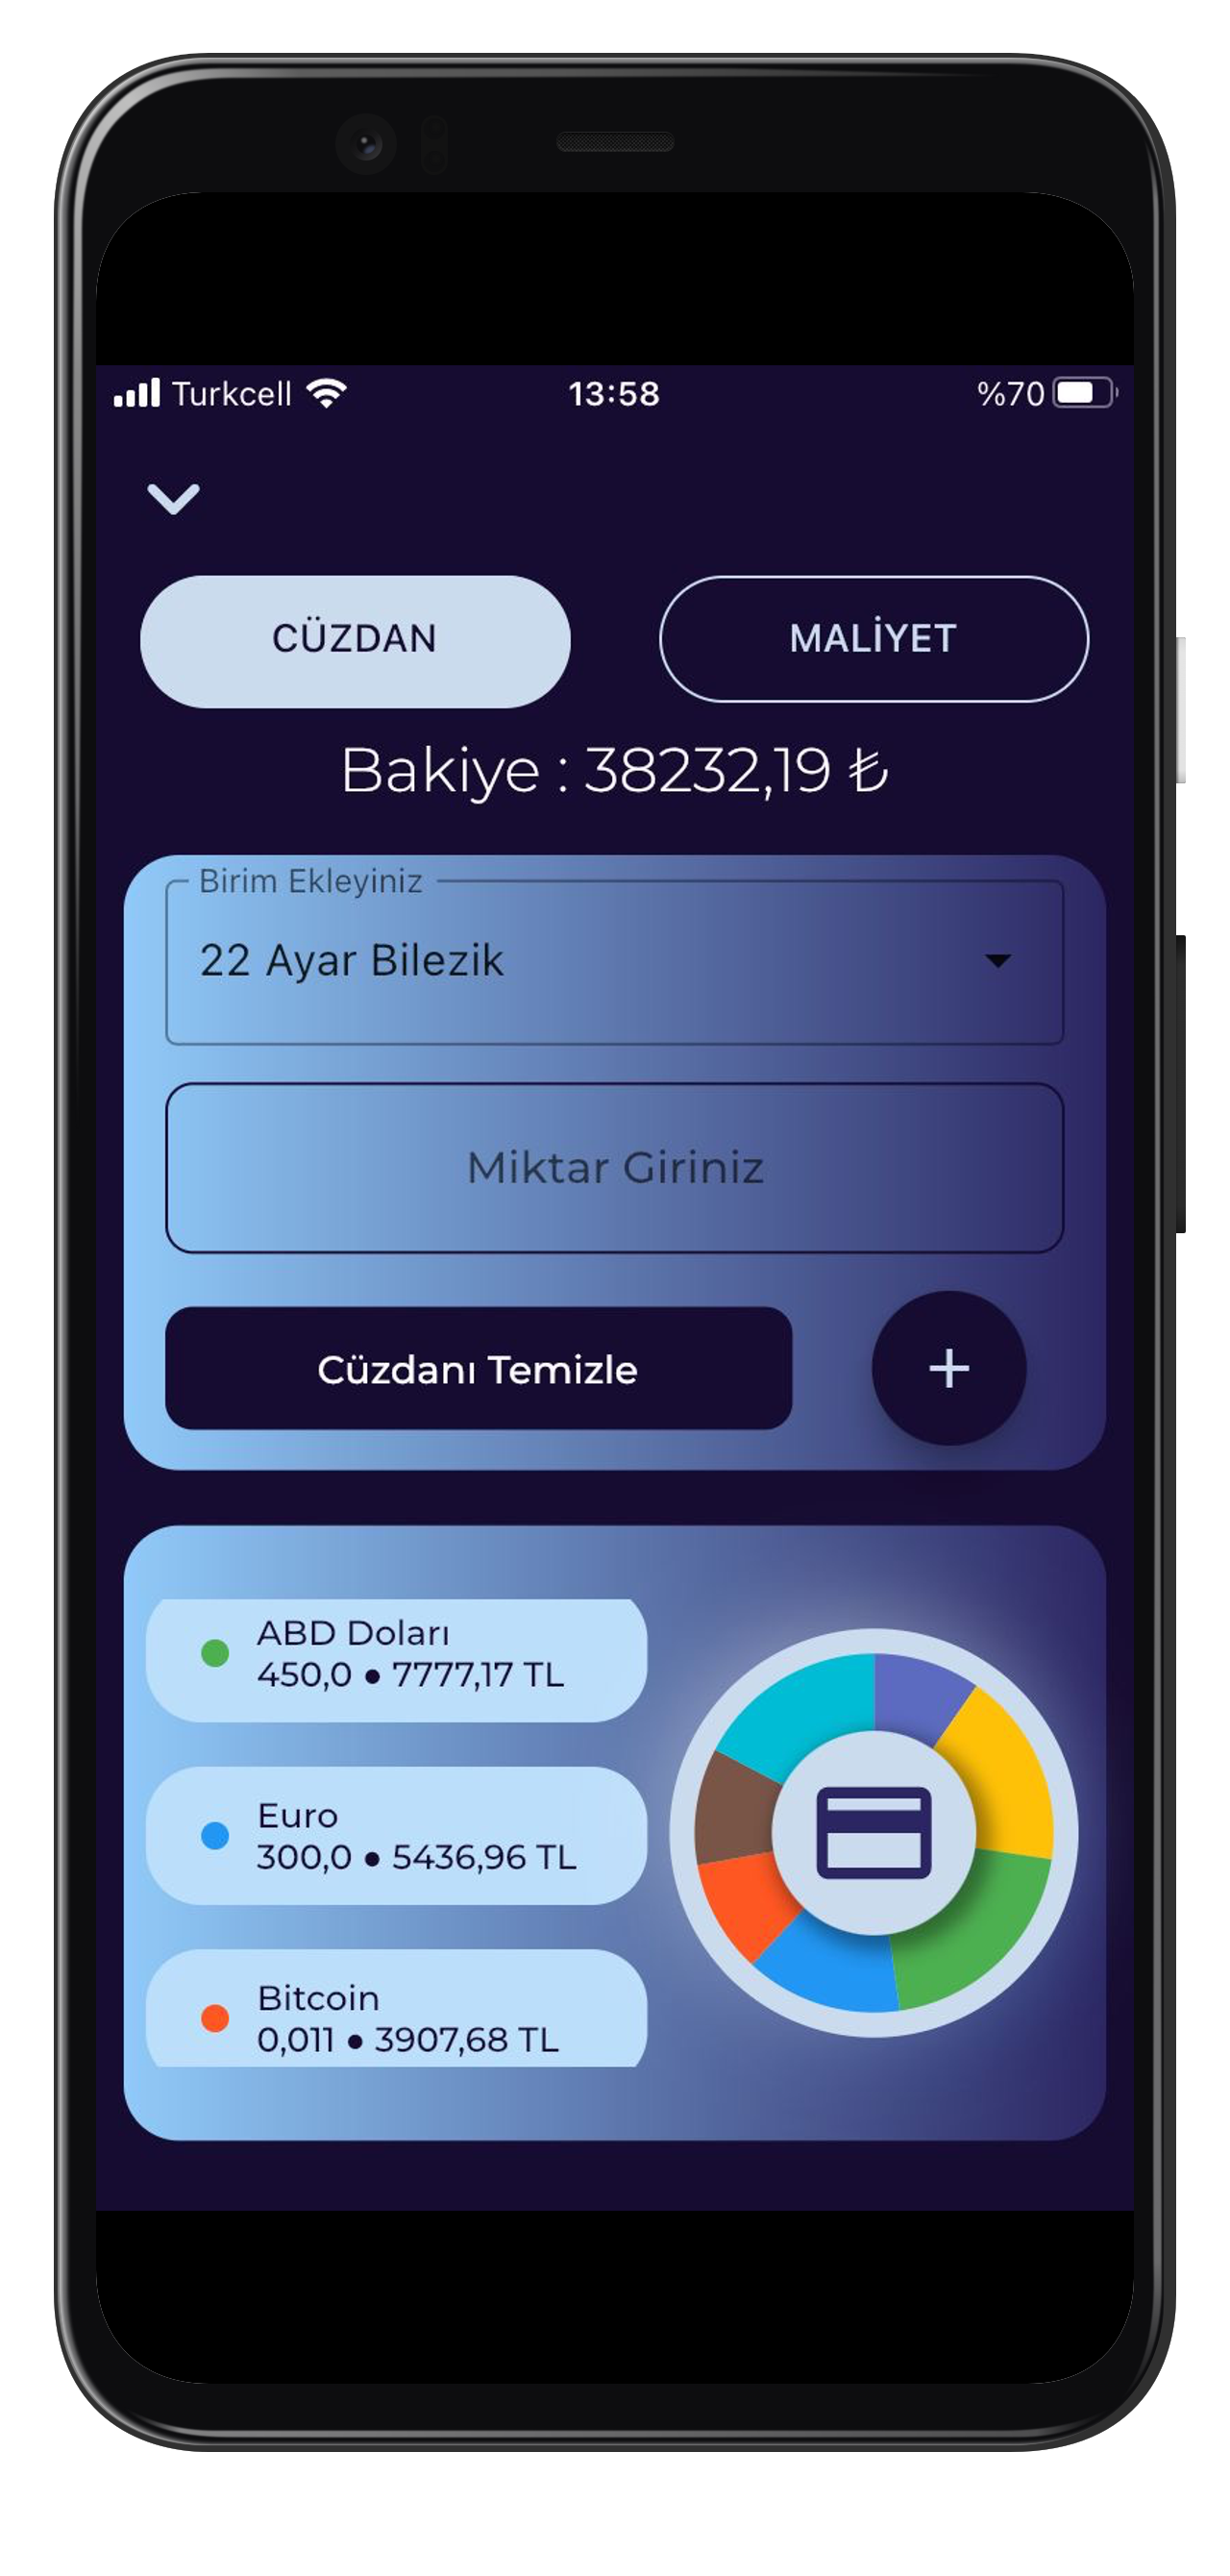 Turkcell 13:58 %70
CÜZDAN MALİYET
Bakiye : 38232,19 ₺
Birim Ekleyiniz
22 Ayar Bilezik
Miktar Giriniz
Cüzdanı Temizle +
ABD Doları
450,0 ● 7777,17 TL
Euro
300,0 ● 5436,96 TL
Bitcoin
0,011 ● 3907,68 TL